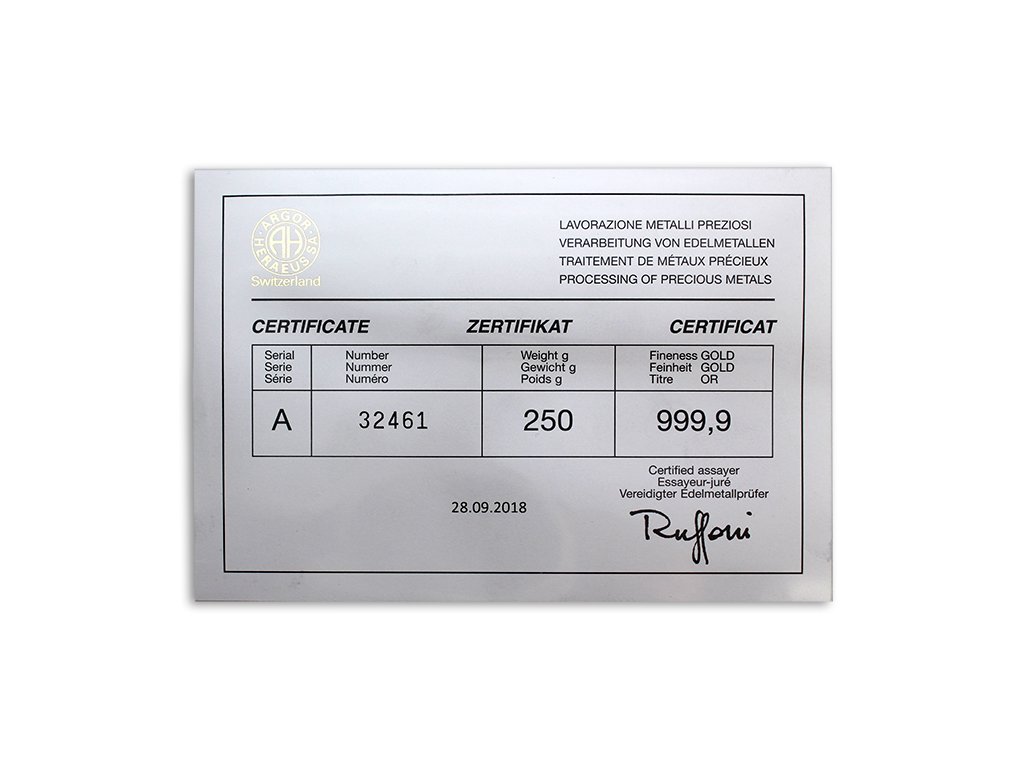 ARGOR
HERAEUS SA
AH
Switzerland
LAVORAZIONE METALLI PREZIOSI
VERARBEITUNG VON EDELMETALLEN
TRAITEMENT DE MÉTAUX PRÉCIEUX
PROCESSING OF PRECIOUS METALS
CERTIFICATE ZERTIFIKAT CERTIFICAT
Serial Number Weight g Fineness GOLD
Serie Nummer Gewicht g Feinheit GOLD
Série Numéro Poids g Titre OR
A 32461 250 999,9
Certified assayer
Essayeur-juré
Vereidigter Edelmetallprüfer
28.09.2018
Ruffoni